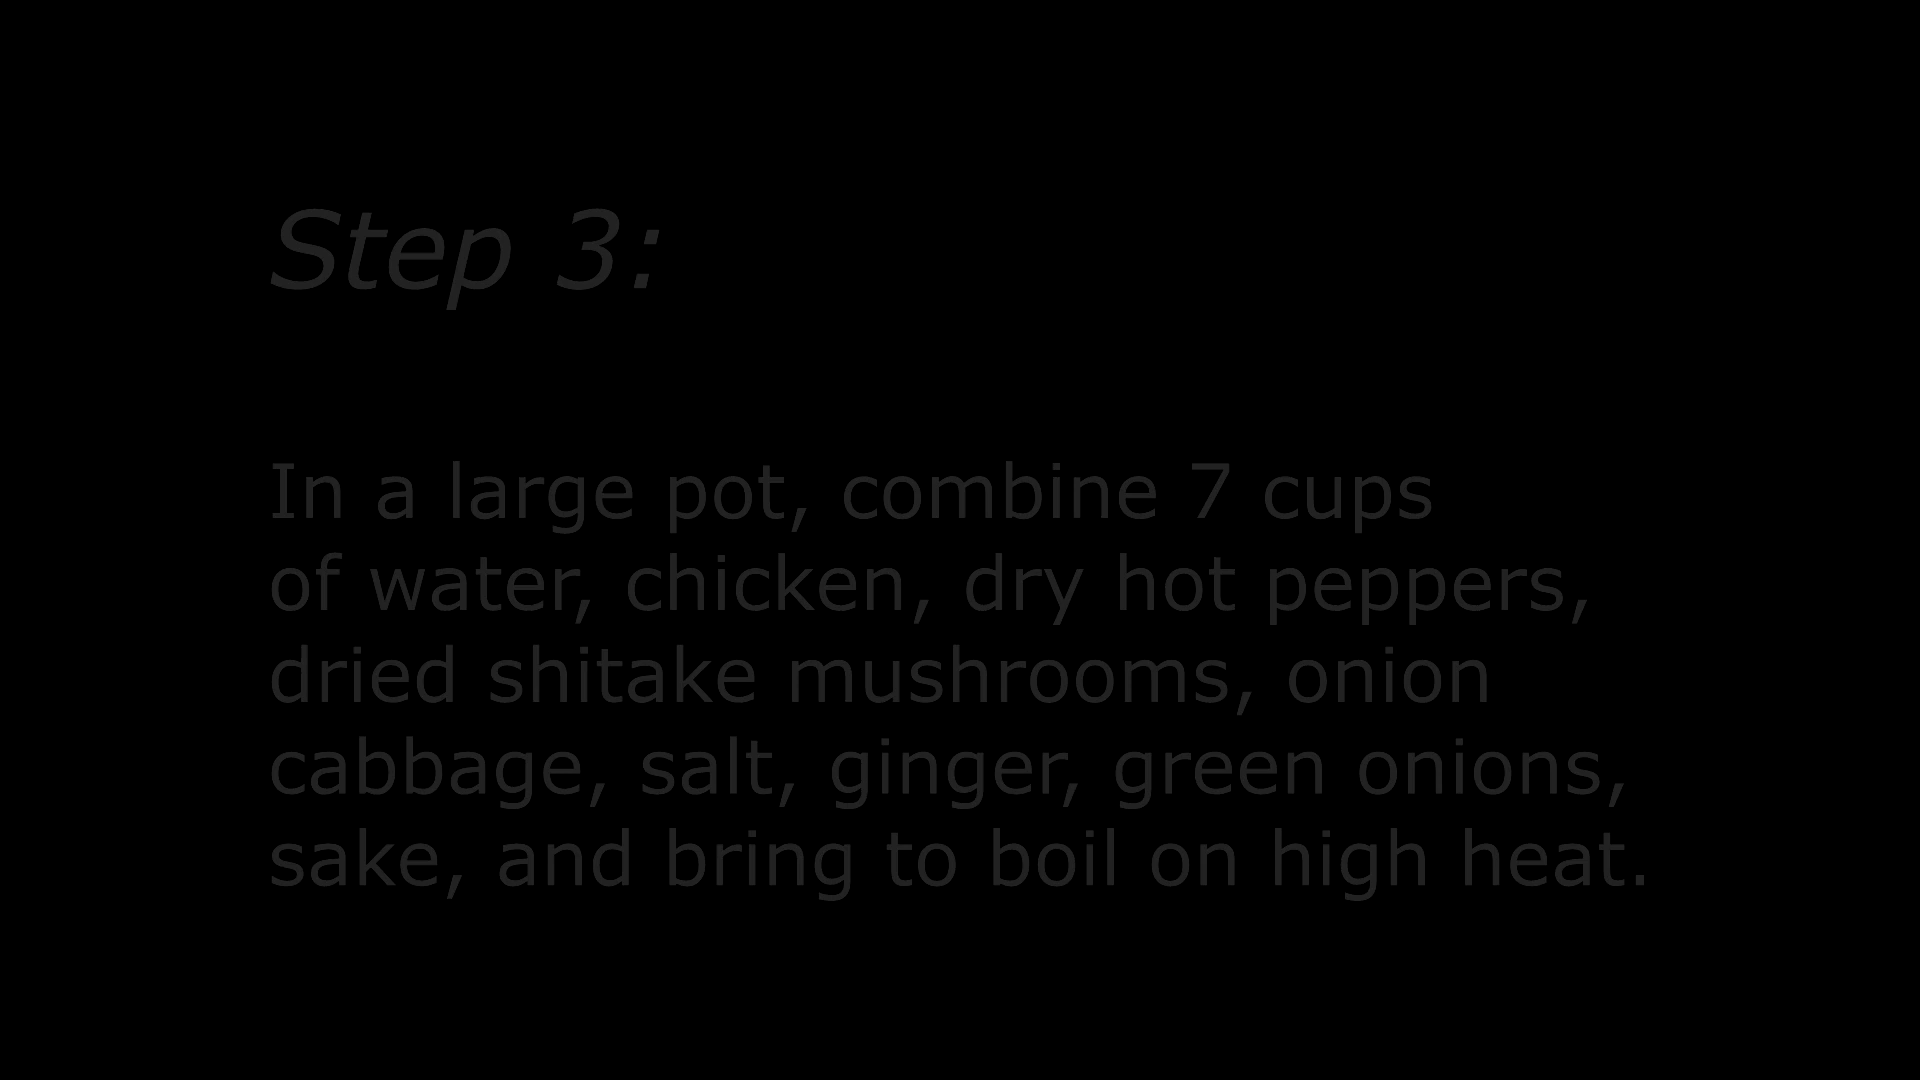 Step 3:
In a large pot, combine 7 cups
of water, chicken, dry hot peppers,
dried shitake mushrooms, onion
cabbage, salt, ginger, green onions,
sake, and bring to boil on high heat.